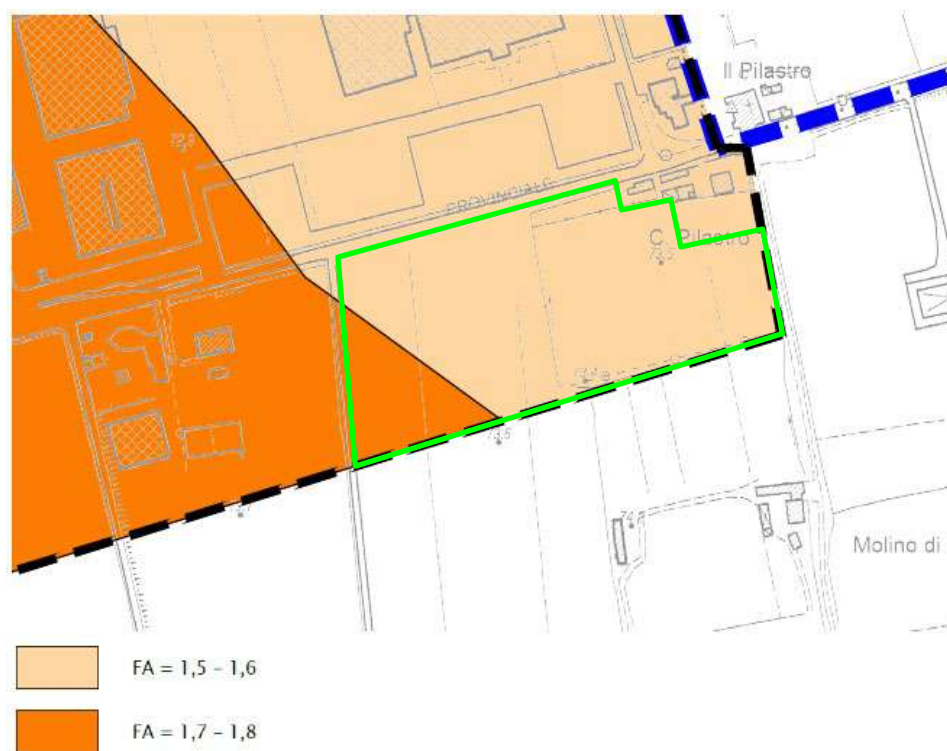 Il Pilastro
PROVINCIALE
C. Pilastro
Molino di
FA = 1,5 – 1,6
FA = 1,7 – 1,8